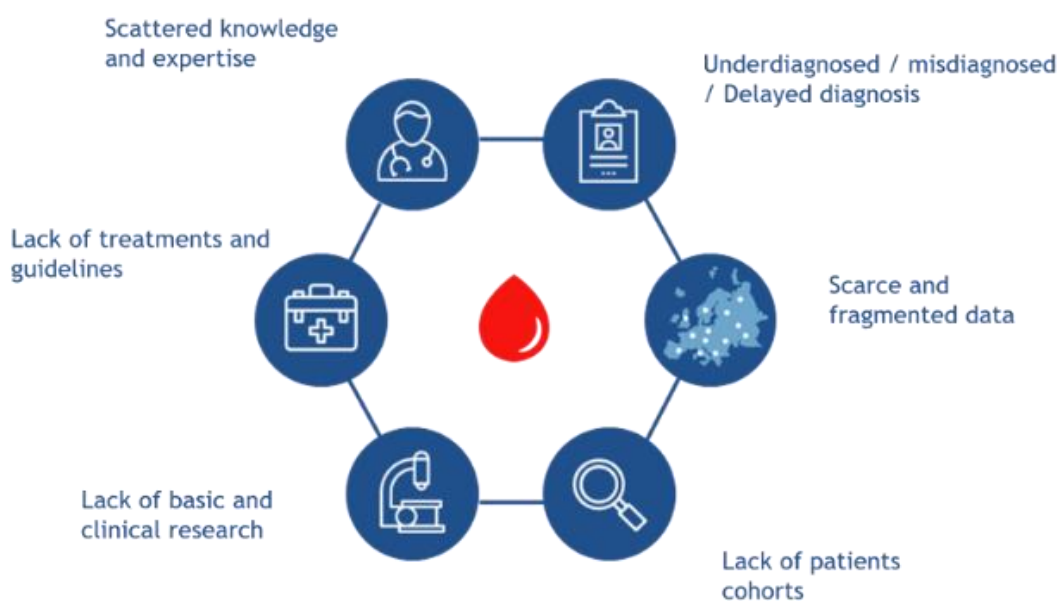 Scattered knowledge
and expertise
Underdiagnosed / misdiagnosed
/ Delayed diagnosis
Lack of treatments and
guidelines
Scarce and
fragmented data
Lack of basic and
clinical research
Lack of patients
cohorts